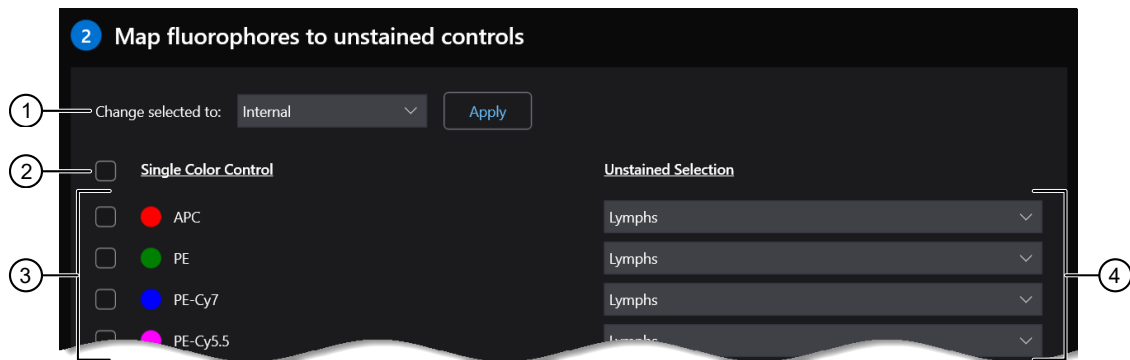 2 Map fluorophores to unstained controls
1 Change selected to: Internal Apply
2 Single Color Control Unstained Selection
APC Lymphs
PE Lymphs
3 4
PE-Cy7 Lymphs
PE-Cy5.5 Lymphs